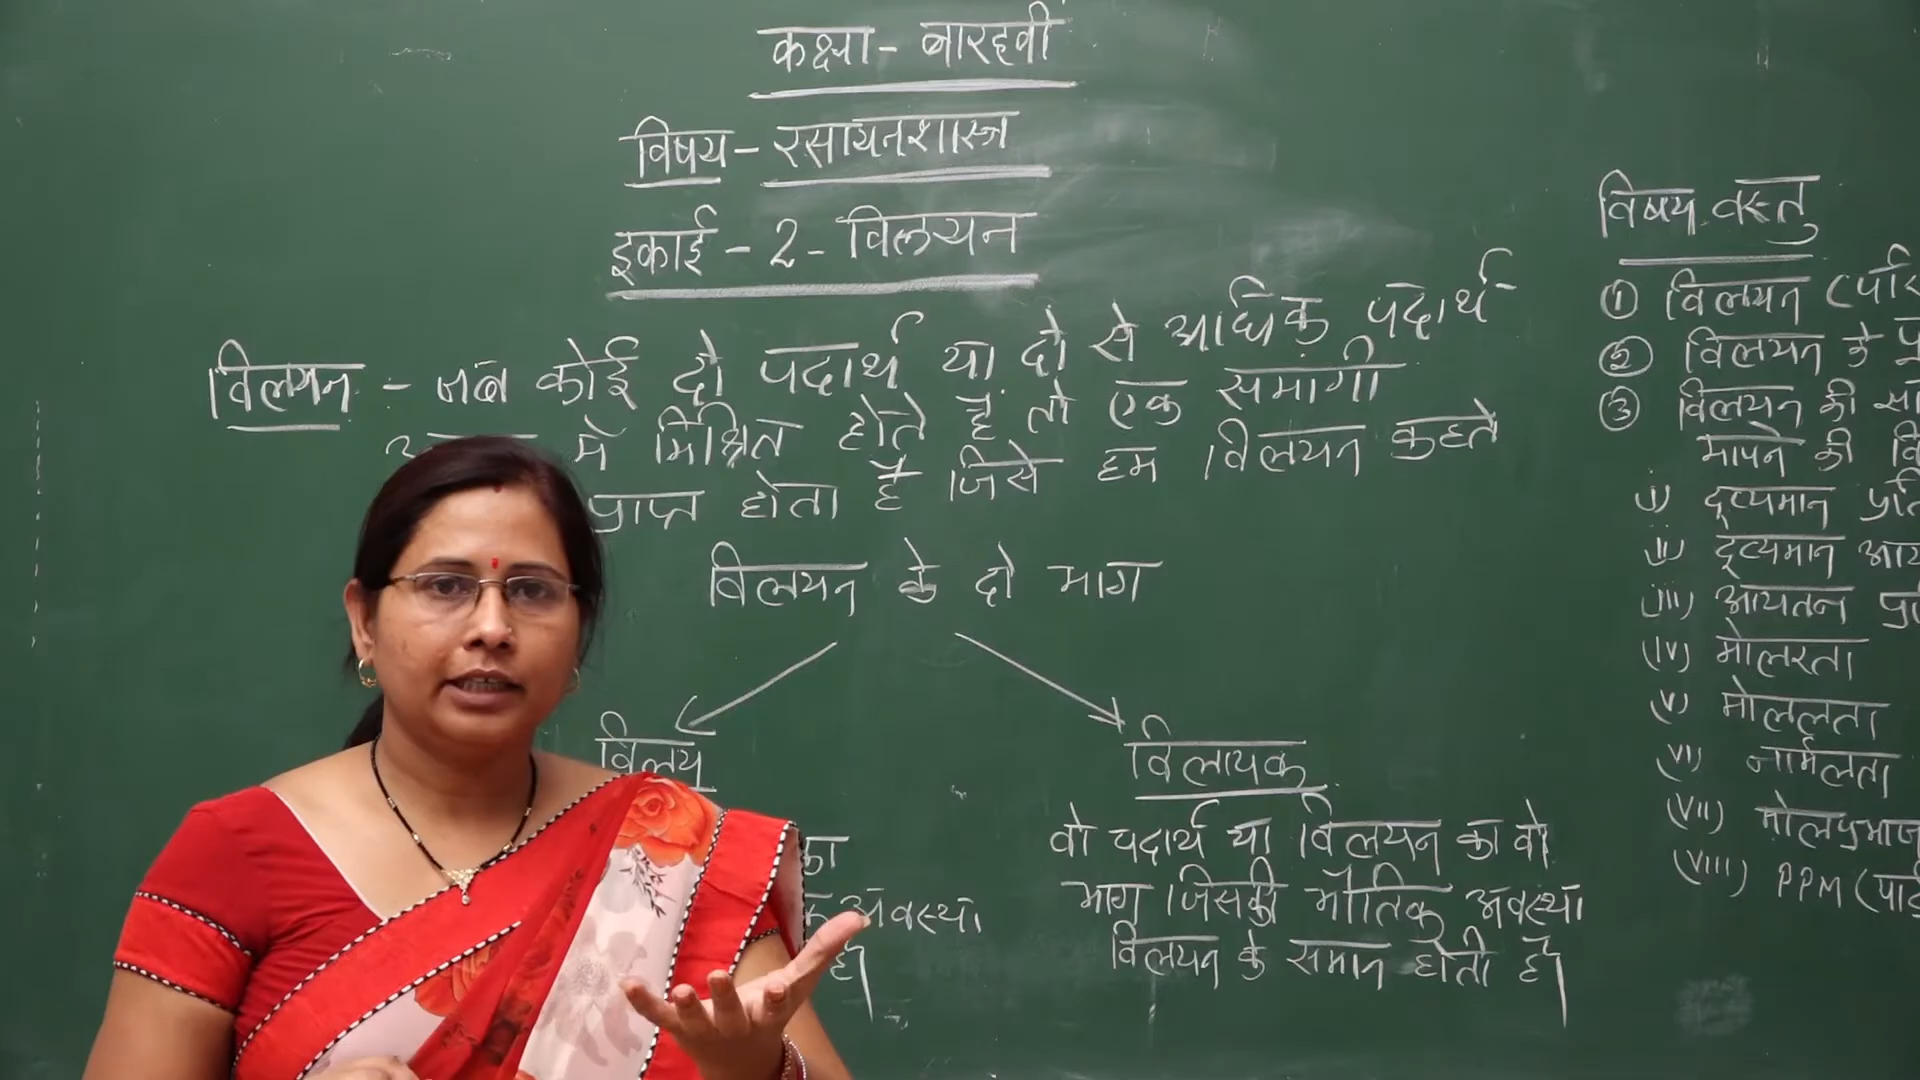 कक्षा - बारहवी
विषय - रसायनशास्त्र
इकाई - 2 - विलयन
विलयन - जब कोई दो पदार्थ या दो से अधिक पदार्थ
में मिश्रित होते है तो एक समागी
प्राप्त होता है जिसे हम विलयन कहते
विलयन के दो भाग
विलय
का
अवस्था
है।
विलायक
वो पदार्थ या विलयन का वो
भाग जिसकी भौतिक अवस्था
विलयन के समान होती है।
विषय वस्तु
① विलयन
② विलयन के
③ विलयन की
मापने की
(i) द्रव्यमान
(ii) द्रव्यमान
(iii) आयतन
(iv) मोलरता
(v) मोललता
(vi) नार्मलता
(vii)
(viii) PPM